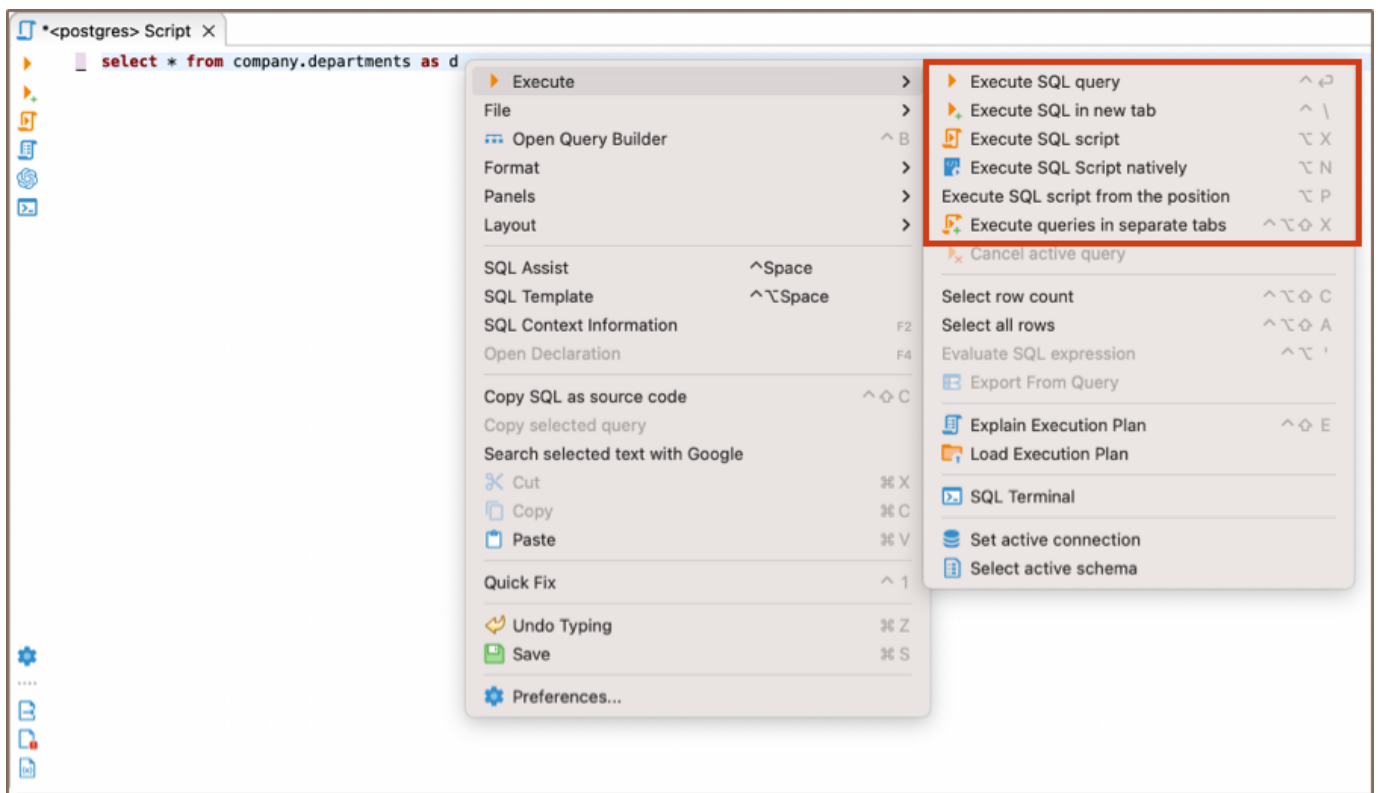 *<postgres> Script
select * from company.departments as d
Execute
File
Open Query Builder ^ B
Format
Panels
Layout
SQL Assist ^Space
SQL Template ^⌥Space
SQL Context Information F2
Open Declaration F4
Copy SQL as source code ^⇧ C
Copy selected query
Search selected text with Google
Cut ⌘ X
Copy ⌘ C
Paste ⌘ V
Quick Fix ^ 1
Undo Typing ⌘ Z
Save ⌘ S
Preferences...
Execute SQL query ^ ⏎
Execute SQL in new tab ^ \
Execute SQL script ⌥ X
Execute SQL Script natively ⌥ N
Execute SQL script from the position ⌥ P
Execute queries in separate tabs ^⌥⇧ X
Cancel active query
Select row count ^⌥⇧ C
Select all rows ^⌥⇧ A
Evaluate SQL expression ^⌥ '
Export From Query
Explain Execution Plan ^⇧ E
Load Execution Plan
SQL Terminal
Set active connection
Select active schema